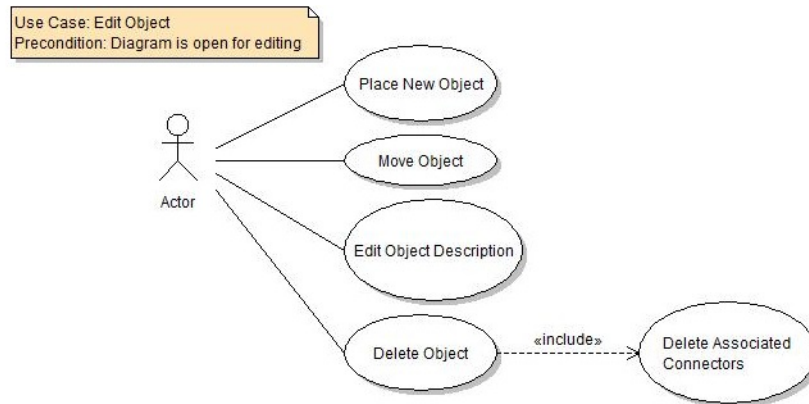 Use Case: Edit Object
Precondition: Diagram is open for editing
Place New Object
Move Object
Actor
Edit Object Description
Delete Object
«include»
Delete Associated
Connectors